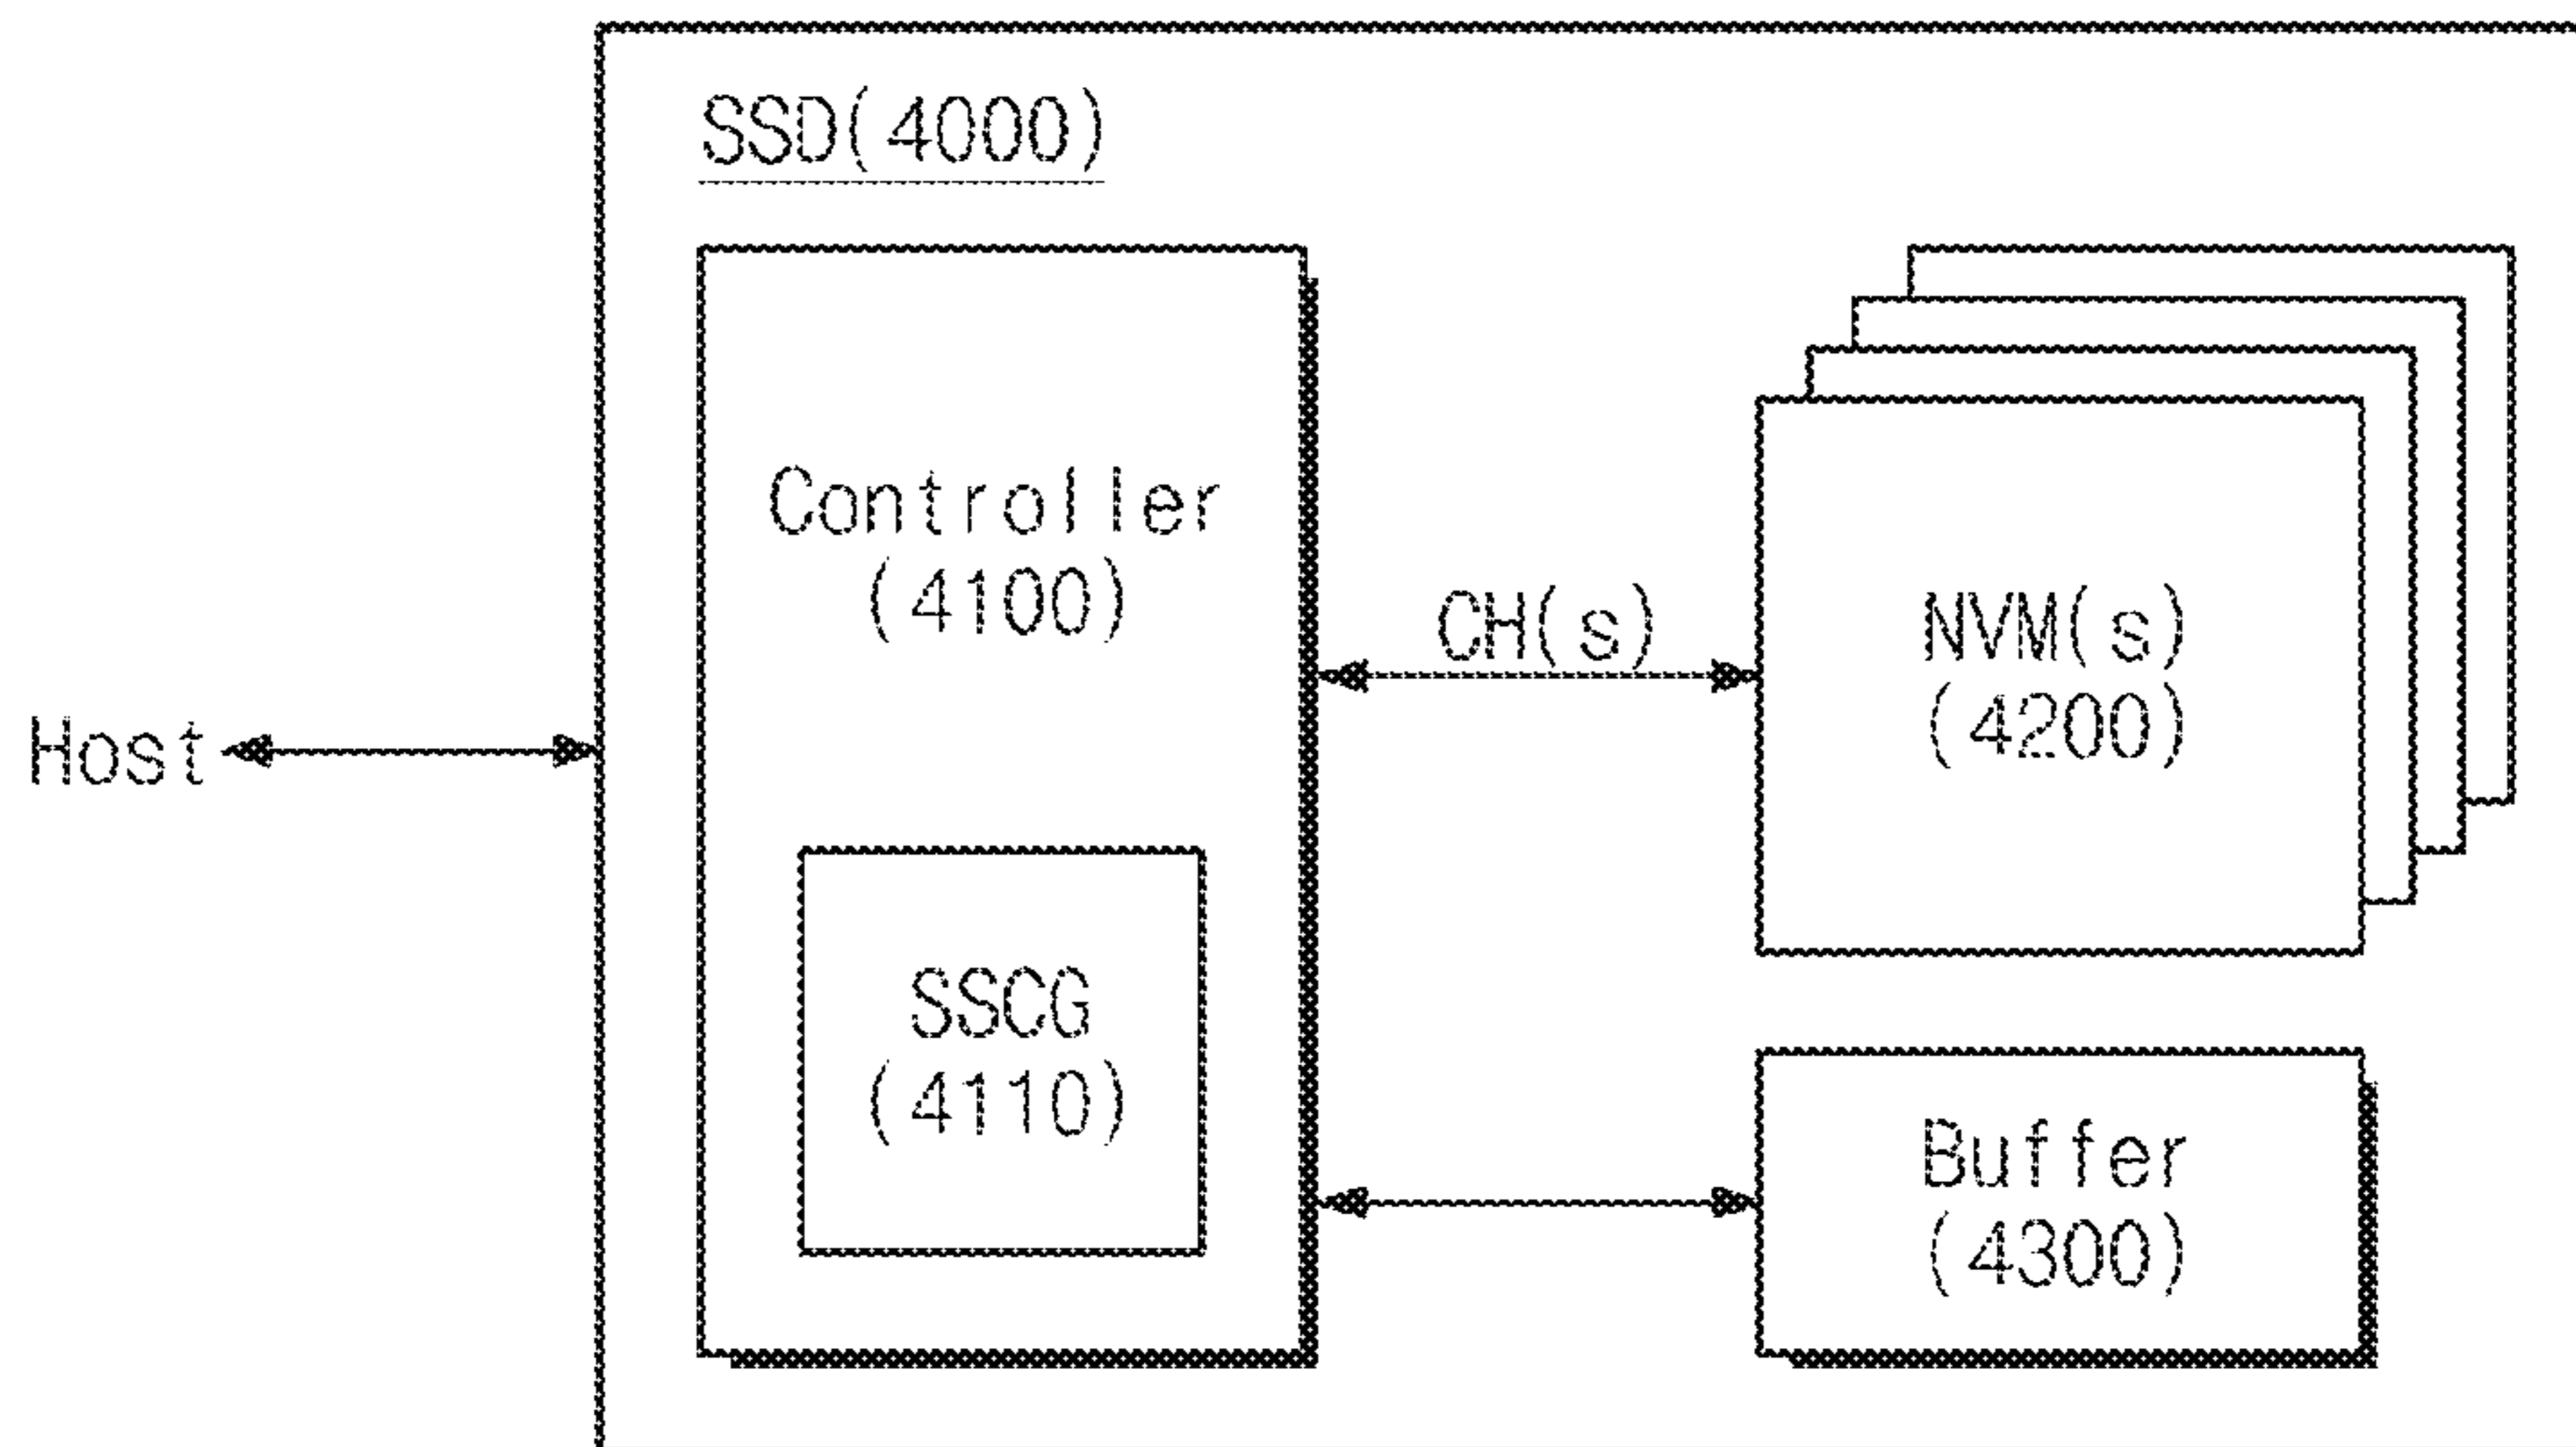 SSD(4000)
Controller
(4100)
CH(s)
NVM(s)
(4200)
Host
SSCG
(4110)
Buffer
(4300)